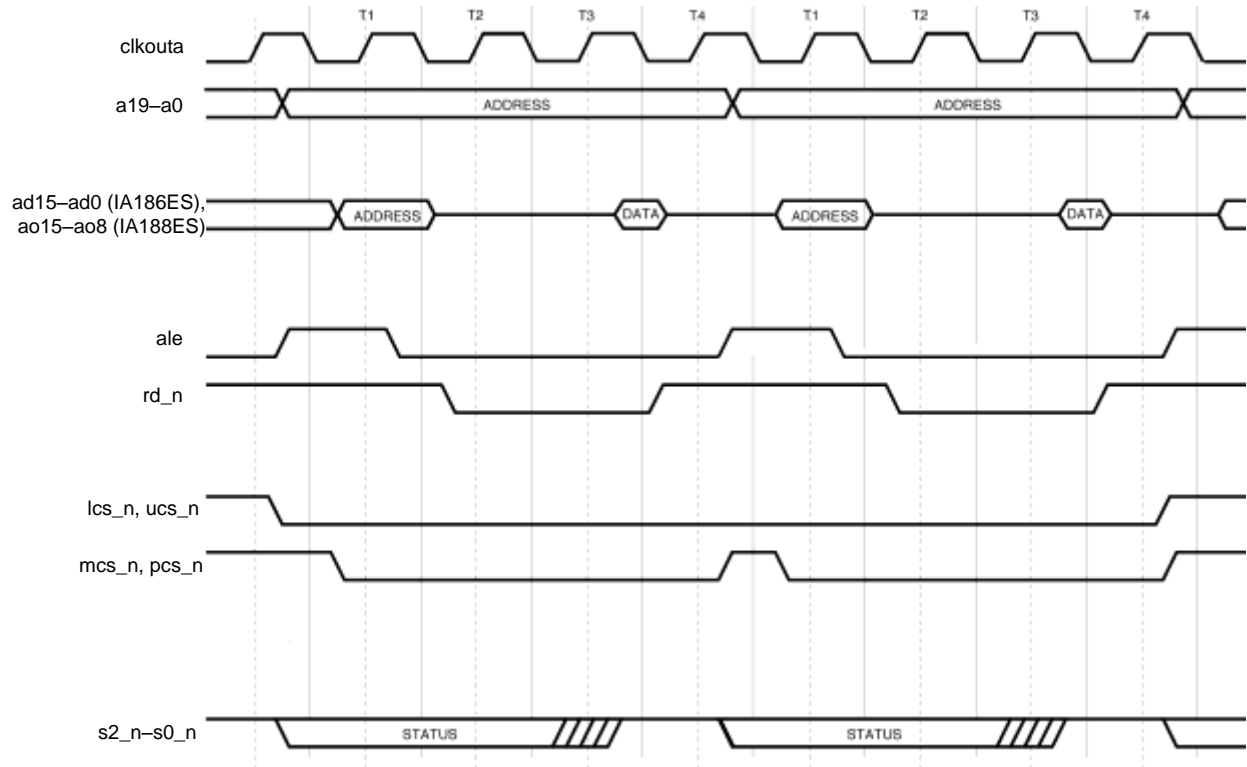 T1 T2 T3 T4 T1 T2 T3 T4
clkouta
a19–a0 ADDRESS ADDRESS
ad15–ad0 (IA186ES),
ao15–ao8 (IA188ES)
ADDRESS DATA ADDRESS DATA
ale
rd_n
lcs_n, ucs_n
mcs_n, pcs_n
s2_n–s0_n STATUS STATUS